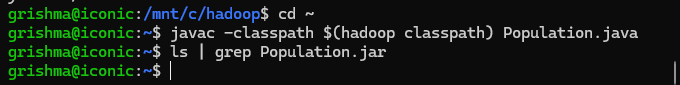 grishma@iconic:/mnt/c/hadoop$ cd ~
grishma@iconic:~$ javac -classpath $(hadoop classpath) Population.java
grishma@iconic:~$ ls | grep Population.jar
grishma@iconic:~$